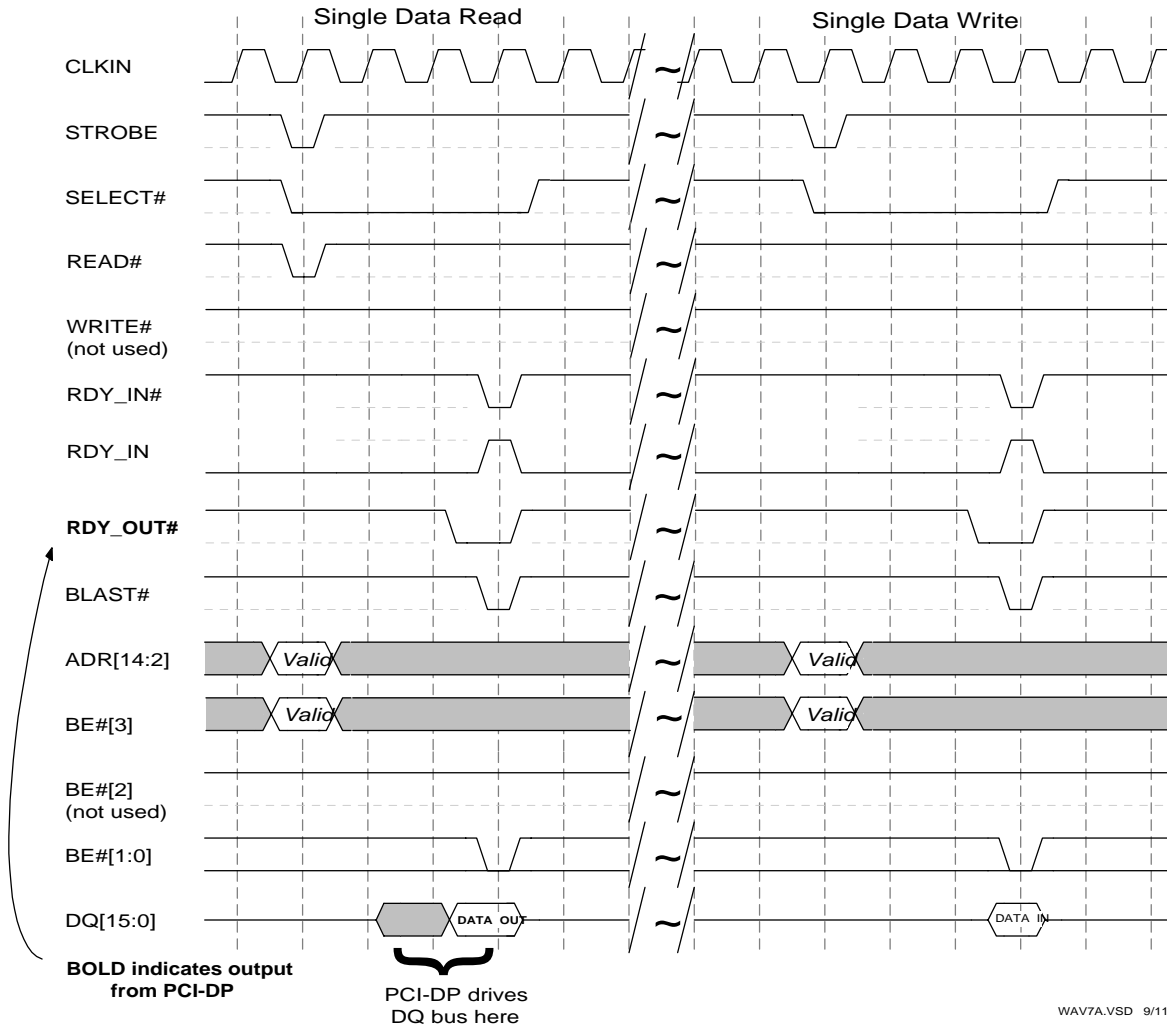 Single Data Read
Single Data Write
CLKIN
~
STROBE
~
SELECT#
~
READ#
~
WRITE#
(not used)
~
RDY_IN#
~
RDY_IN
~
RDY_OUT#
~
BLAST#
~
ADR[14:2]
Valid
~
Valid
BE#[3]
Valid
~
Valid
BE#[2]
(not used)
~
BE#[1:0]
~
DQ[15:0]
DATA OUT
~
DATA IN
BOLD indicates output
from PCI-DP
PCI-DP drives
DQ bus here
WAV7A.VSD 9/11